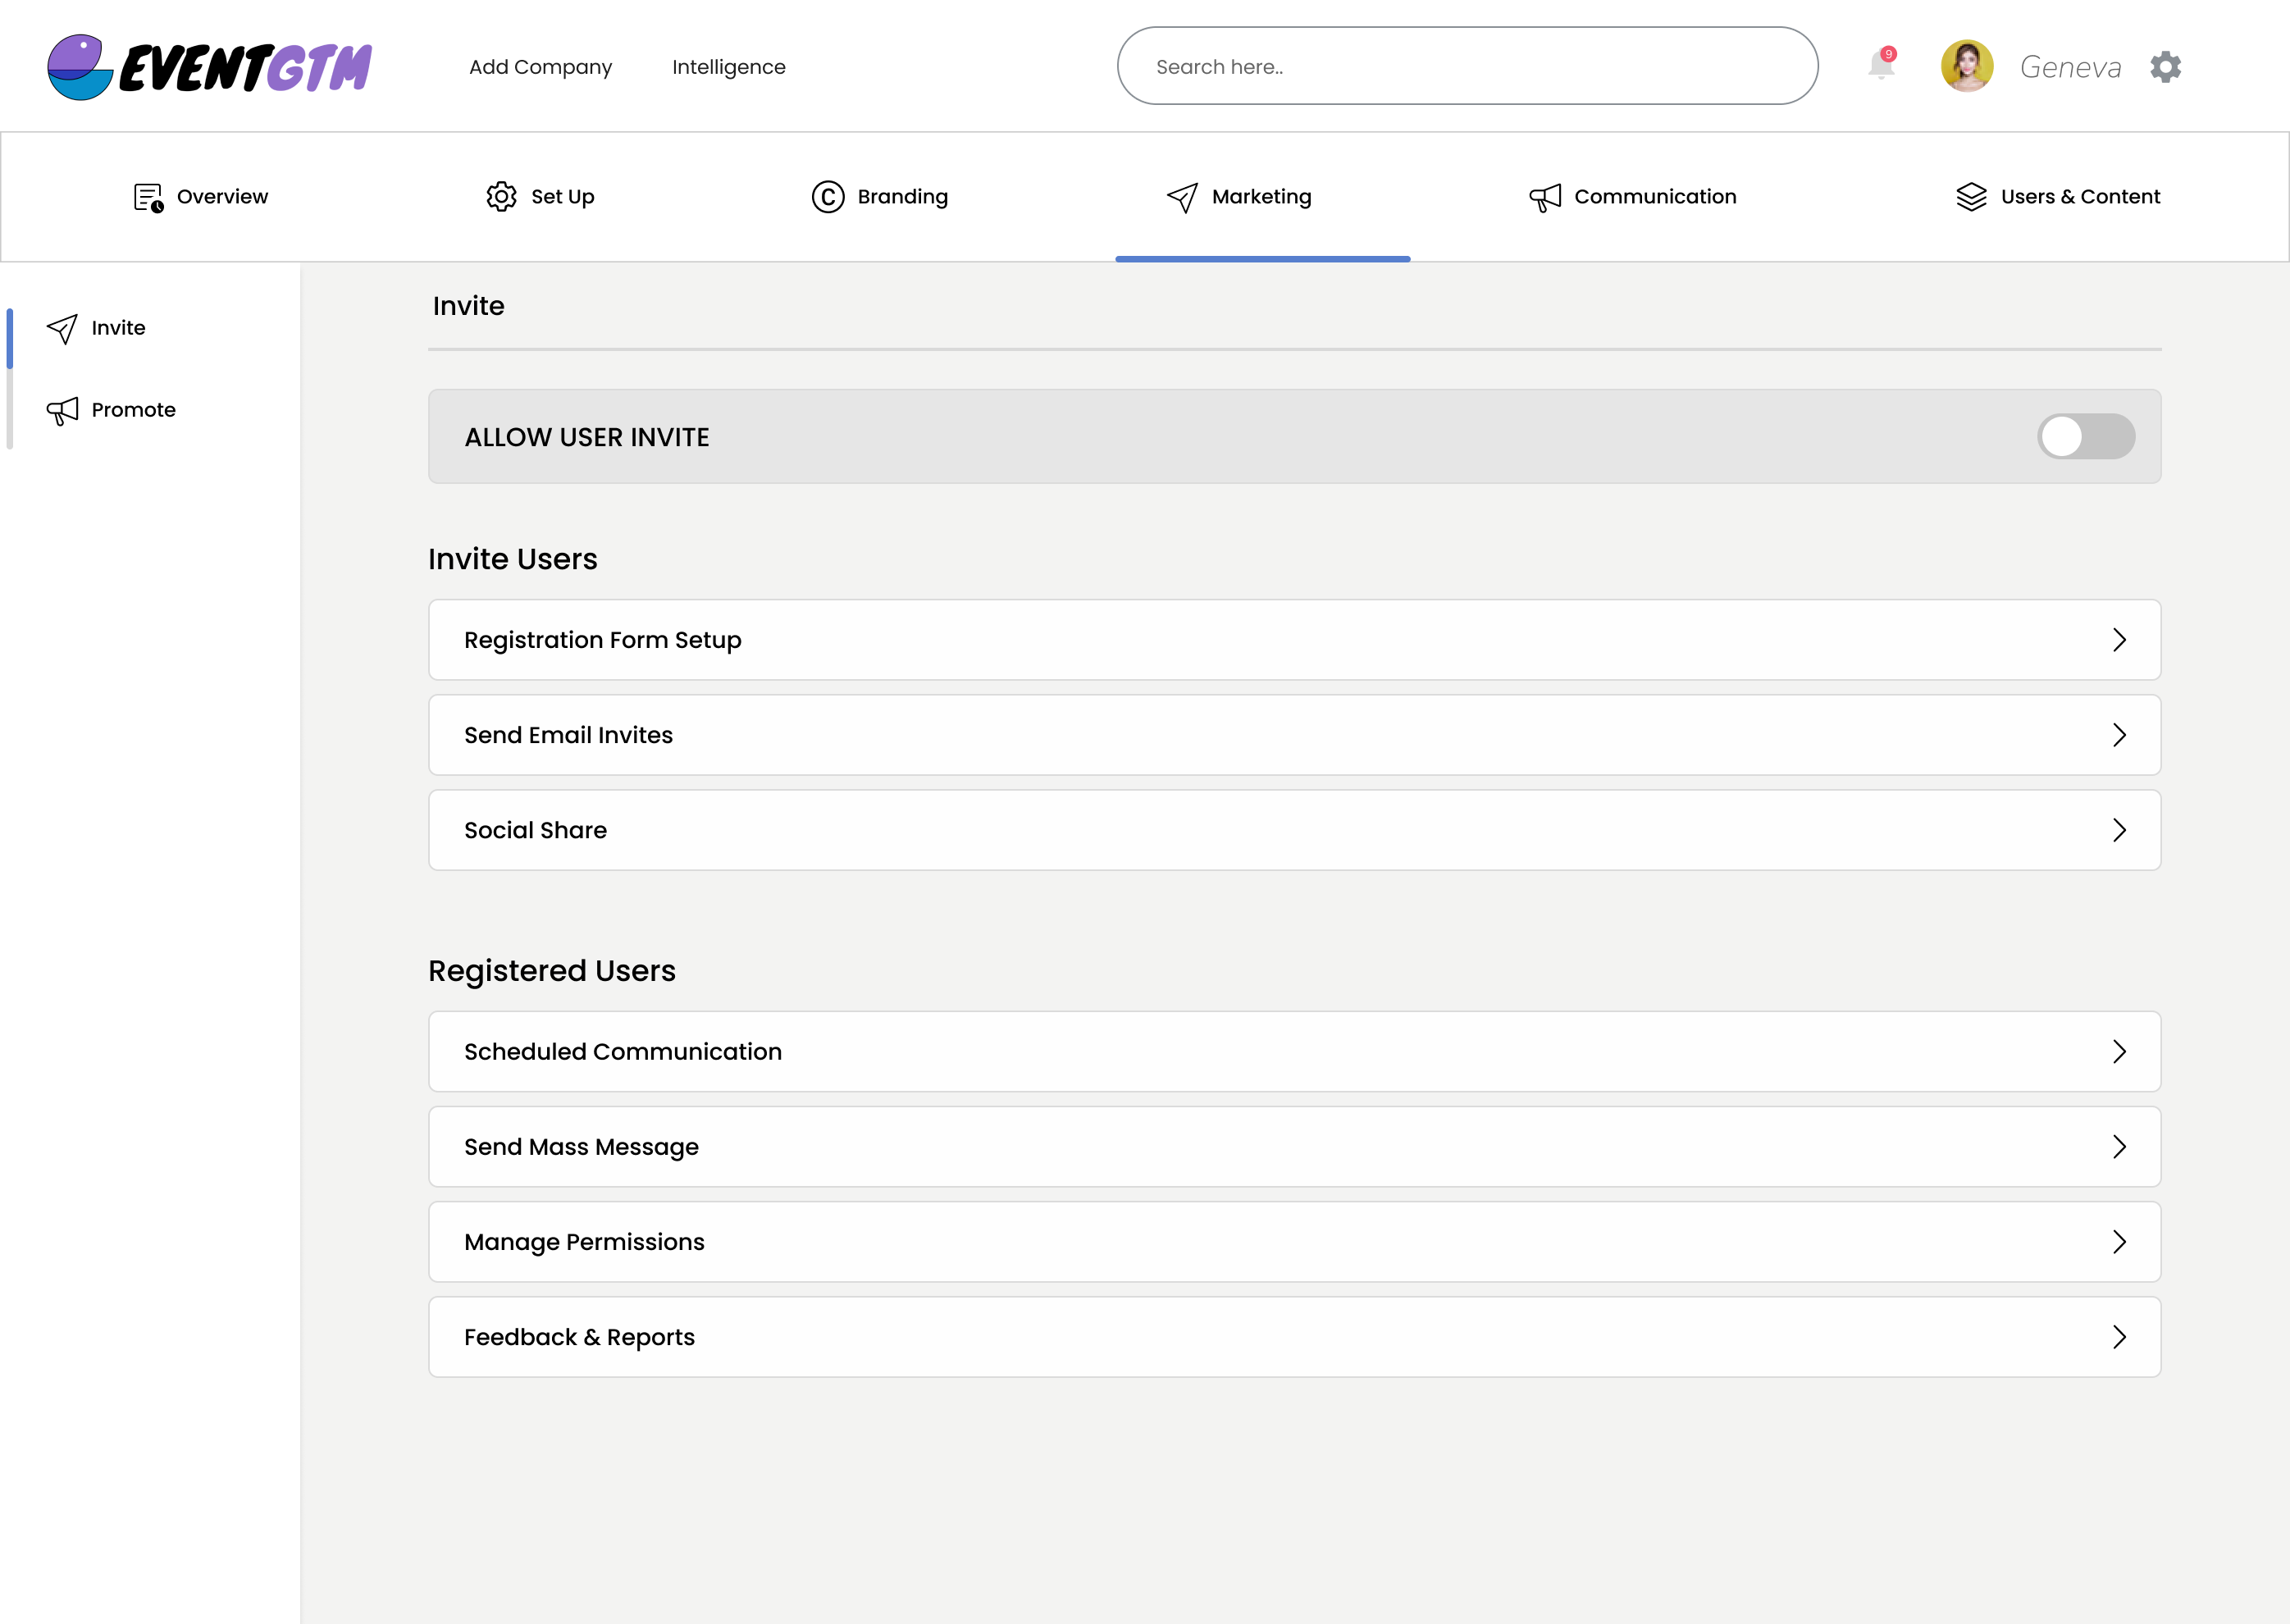 EVENTGTM
Add Company
Intelligence
Search here..
9
Geneva
Overview
Set Up
Branding
Marketing
Communication
Users & Content
Invite
Promote
Invite
ALLOW USER INVITE
Invite Users
Registration Form Setup
Send Email Invites
Social Share
Registered Users
Scheduled Communication
Send Mass Message
Manage Permissions
Feedback & Reports